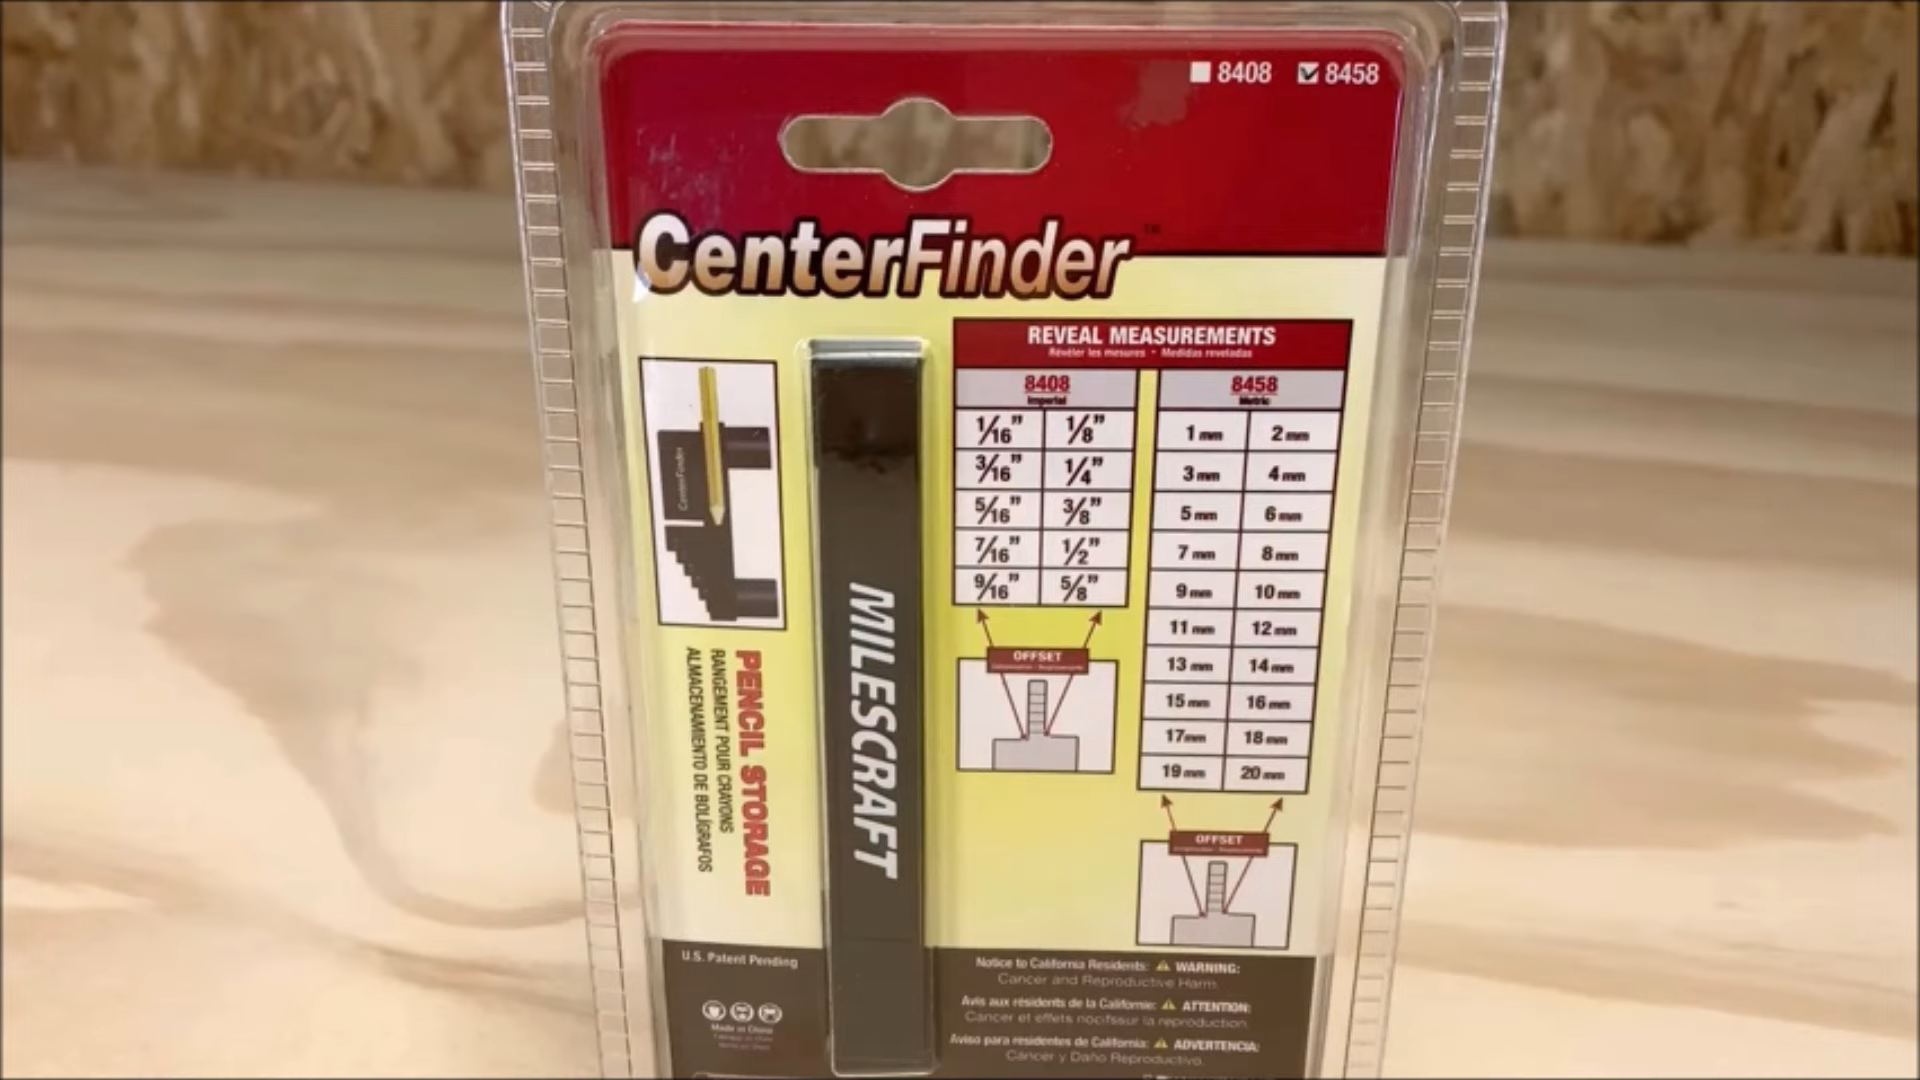 8408 8458
CenterFinder
TM
REVEAL MEASUREMENTS
Révéler les mesures • Medidas reveladas
8408 8458
Imperial Metric
1/16” 1/8”
3/16” 1/4”
5/16” 3/8”
7/16” 1/2”
9/16” 5/8”
1 mm 2 mm
3 mm 4 mm
5 mm 6 mm
7 mm 8 mm
9 mm 10 mm
11 mm 12 mm
13 mm 14 mm
15 mm 16 mm
17 mm 18 mm
19 mm 20 mm
OFFSET
OFFSET
CenterFinder
PENCIL STORAGE
RANGEMENT POUR CRAYONS
ALMACENAMIENTO DE BOLÍGRAFOS
MILESCRAFT
U.S. Patent Pending
Made in China
Notice to California Residents: ⚠ WARNING:
Cancer and Reproductive Harm.
Avis aux résidents de la Californie: ⚠ ATTENTION:
Cancer et effets nocifssur la reproduction.
Aviso para residentes de California: ⚠ ADVERTENCIA:
Cáncer y Daño Reproductivo.